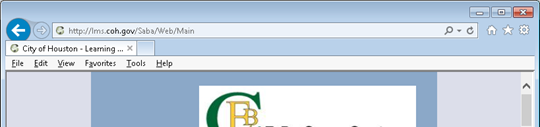 http://lms.coh.gov/Saba/Web/Main
City of Houston - Learning ...
File Edit View Favorites Tools Help